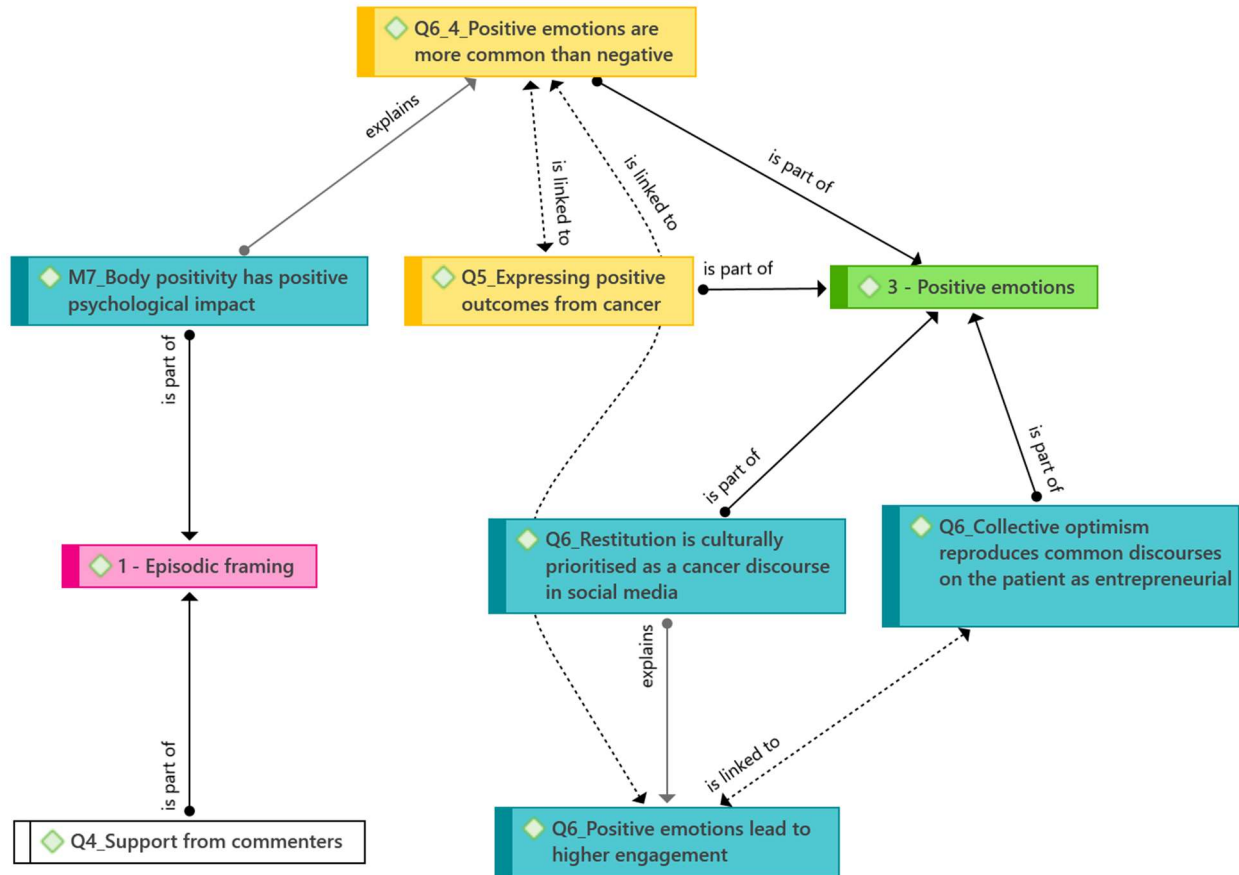 Q6_4_Positive emotions are
more common than negative
explains
is linked to
is linked to
is part of
M7_Body positivity has positive
psychological impact
Q5_Expressing positive
outcomes from cancer
is part of
3 - Positive emotions
is part of
is part of
is part of
Q6_Restitution is culturally
prioritised as a cancer discourse
in social media
Q6_Collective optimism
reproduces common discourses
on the patient as entrepreneurial
1 - Episodic framing
explains
is part of
is linked to
Q4_Support from commenters
Q6_Positive emotions lead to
higher engagement